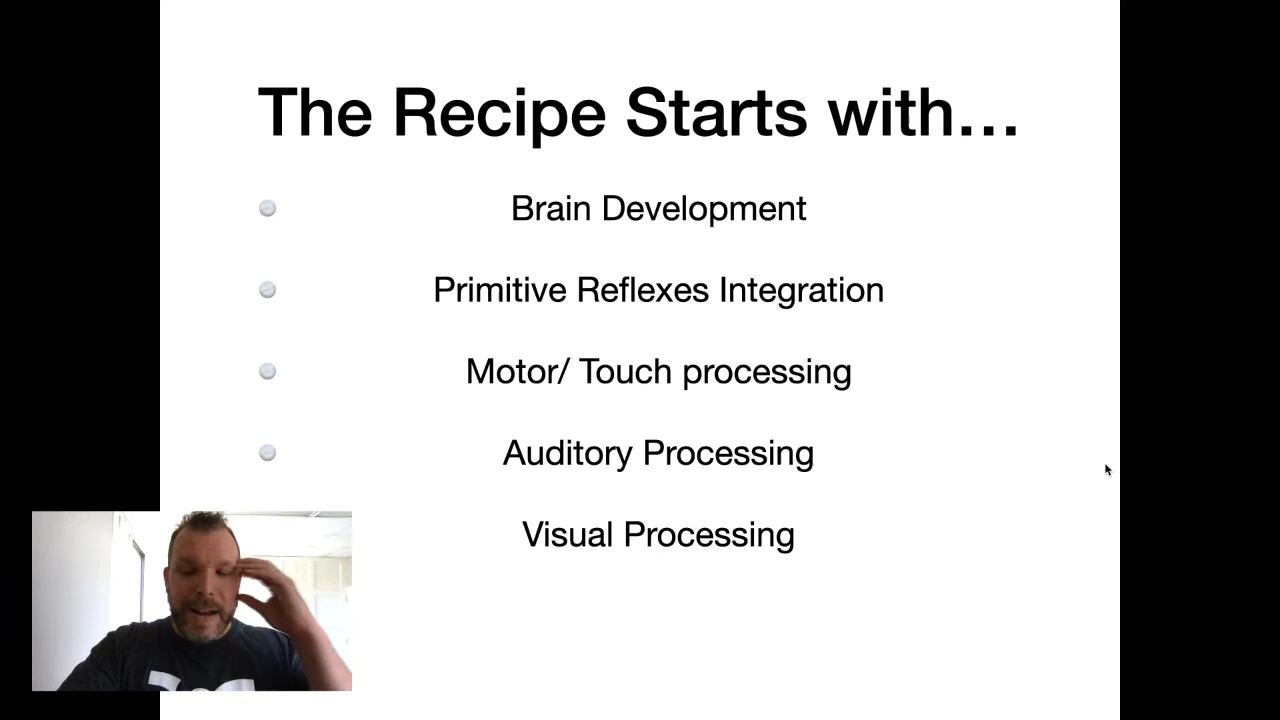 The Recipe Starts with…
Brain Development
Primitive Reflexes Integration
Motor/ Touch processing
Auditory Processing
Visual Processing